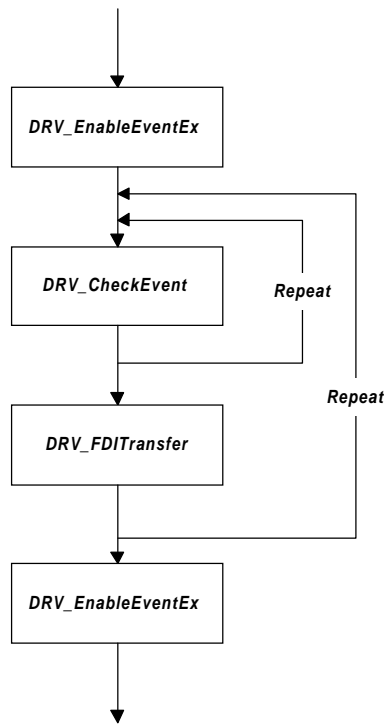 DRV_EnableEventEx
DRV_CheckEvent
Repeat
Repeat
DRV_FDITransfer
DRV_EnableEventEx